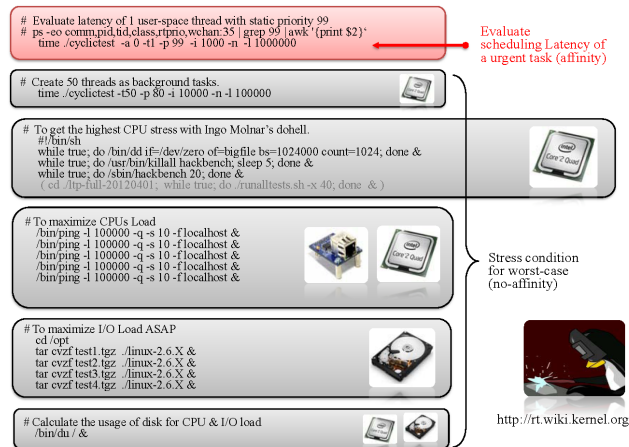 # Evaluate latency of 1 user-space thread with static priority 99
# ps -eo comm,pid,tid,class,rtprio,wchan:35 | grep 99 | awk '{print $2}‘
time ./cyclictest -a 0 -t1 -p 99 -i 1000 -n -l 1000000
Evaluate
scheduling Latency of
a urgent task (affinity)
# Create 50 threads as background tasks.
time ./cyclictest -t50 -p 80 -i 10000 -n -l 100000
# To get the highest CPU stress with Ingo Molnar's dohell.
#!/bin/sh
while true; do /bin/dd if=/dev/zero of=bigfile bs=1024000 count=1024; done &
while true; do /usr/bin/killall hackbench; sleep 5; done &
while true; do /sbin/hackbench 20; done &
( cd ./ltp-full-20120401; while true; do ./runalltests.sh -x 40; done & )
intel
Core 2 Quad
# To maximize CPUs Load
/bin/ping -l 100000 -q -s 10 -f localhost &
/bin/ping -l 100000 -q -s 10 -f localhost &
/bin/ping -l 100000 -q -s 10 -f localhost &
/bin/ping -l 100000 -q -s 10 -f localhost &
/bin/ping -l 100000 -q -s 10 -f localhost &
intel
Core 2 Quad
Stress condition
for worst-case
(no-affinity)
# To maximize I/O Load ASAP
cd /opt
tar cvzf test1.tgz ./linux-2.6.X &
tar cvzf test2.tgz ./linux-2.6.X &
tar cvzf test3.tgz ./linux-2.6.X &
tar cvzf test4.tgz ./linux-2.6.X &
http://rt.wiki.kernel.org
# Calculate the usage of disk for CPU & I/O load
/bin/du / &